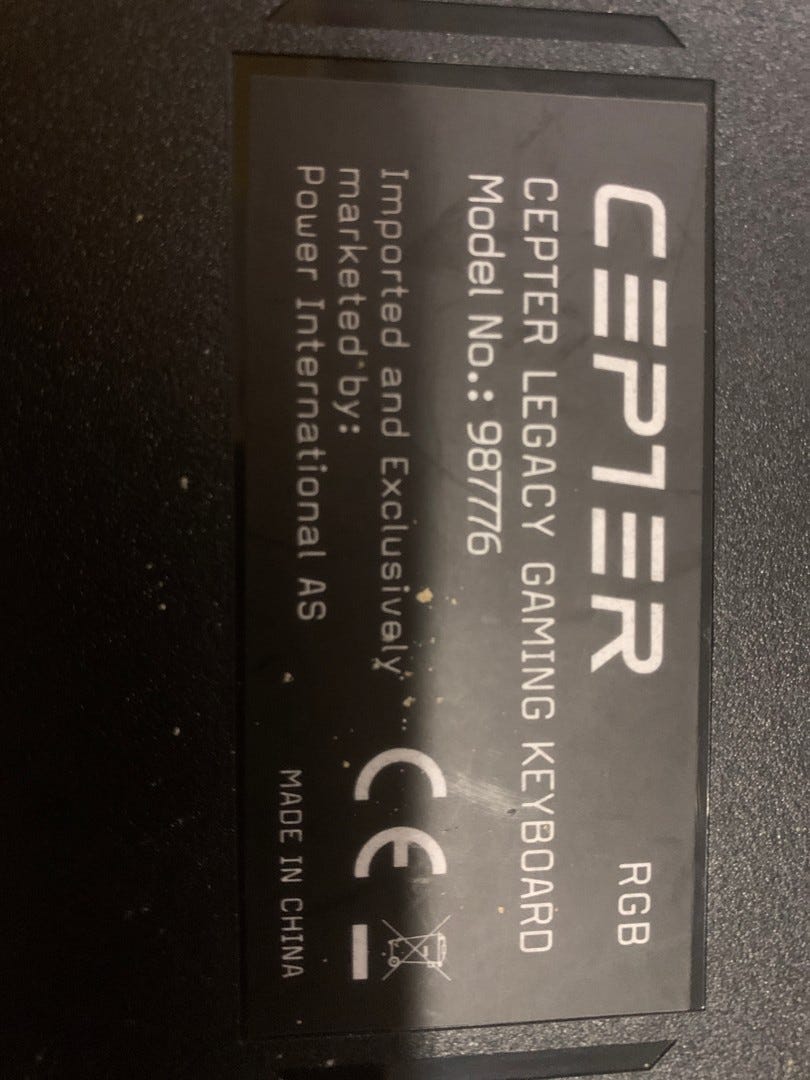 CEPTER
RGB
CEPTER LEGACY GAMING KEYBOARD
Model No.: 987776
Imported and Exclusively
marketed by:
Power International AS
CE
MADE IN CHINA